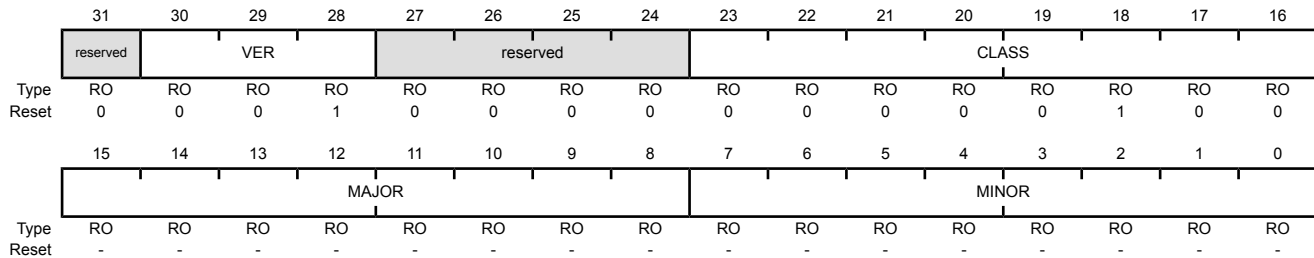 31 30 29 28 27 26 25 24 23 22 21 20 19 18 17 16
reserved VER reserved CLASS
Type RO RO RO RO RO RO RO RO RO RO RO RO RO RO RO RO
Reset 0 0 0 1 0 0 0 0 0 0 0 0 0 1 0 0
15 14 13 12 11 10 9 8 7 6 5 4 3 2 1 0
MAJOR MINOR
Type RO RO RO RO RO RO RO RO RO RO RO RO RO RO RO RO
Reset - - - - - - - - - - - - - - - -